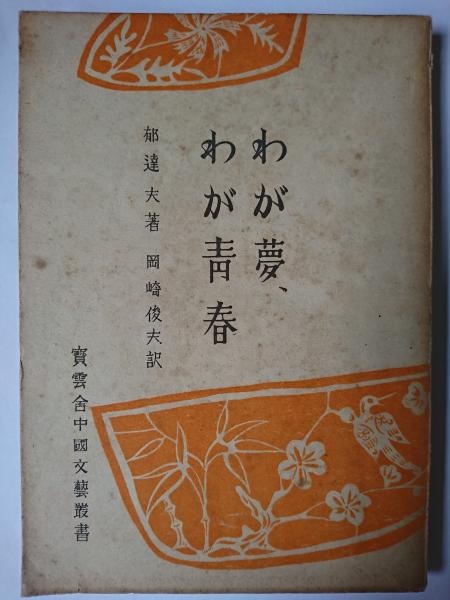 わが夢、
わが青春
郁達夫著 岡崎俊夫訳
寳雲舎中國文藝叢書